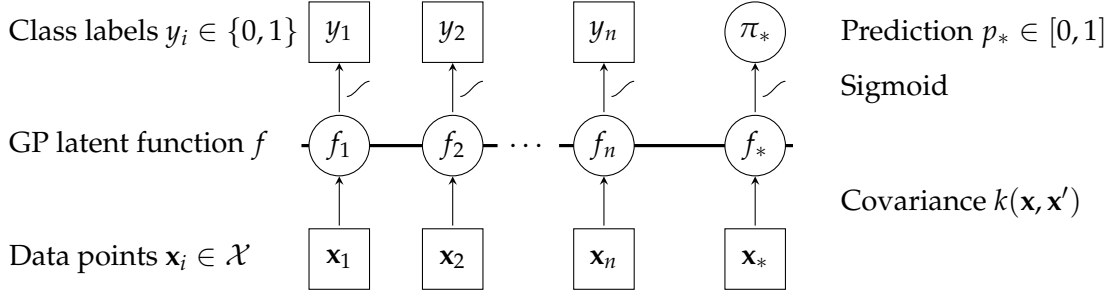 Class labels yᵢ ∈ {0, 1} y₁ y₂ yₙ π∗ Prediction p∗ ∈ [0, 1]
Sigmoid
GP latent function f f₁ f₂ ··· fₙ f∗
Covariance k(𝐱, 𝐱′)
Data points 𝐱ᵢ ∈ 𝒳 𝐱₁ 𝐱₂ 𝐱ₙ 𝐱∗